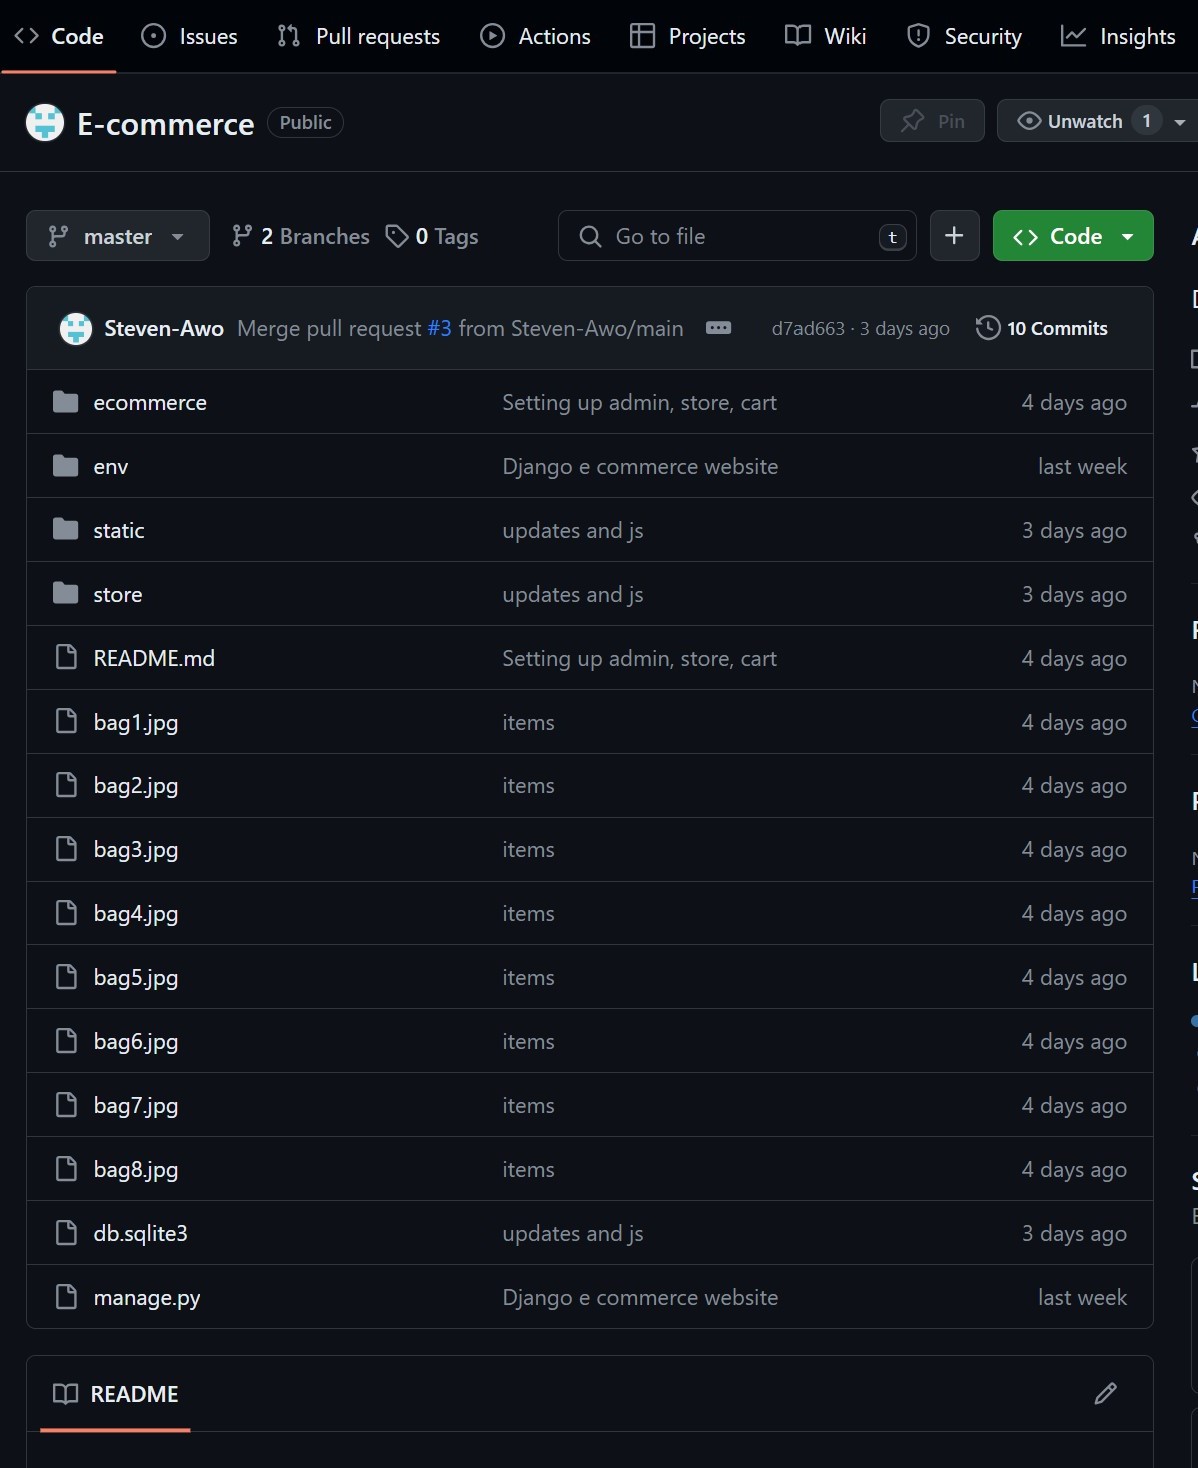 Code Issues Pull requests Actions Projects Wiki Security Insights
E-commerce Public Pin Unwatch 1
master 2 Branches 0 Tags Go to file t + Code
Steven-Awo Merge pull request #3 from Steven-Awo/main d7ad663 · 3 days ago 10 Commits
ecommerce Setting up admin, store, cart 4 days ago
env Django e commerce website last week
static updates and js 3 days ago
store updates and js 3 days ago
README.md Setting up admin, store, cart 4 days ago
bag1.jpg items 4 days ago
bag2.jpg items 4 days ago
bag3.jpg items 4 days ago
bag4.jpg items 4 days ago
bag5.jpg items 4 days ago
bag6.jpg items 4 days ago
bag7.jpg items 4 days ago
bag8.jpg items 4 days ago
db.sqlite3 updates and js 3 days ago
manage.py Django e commerce website last week
README